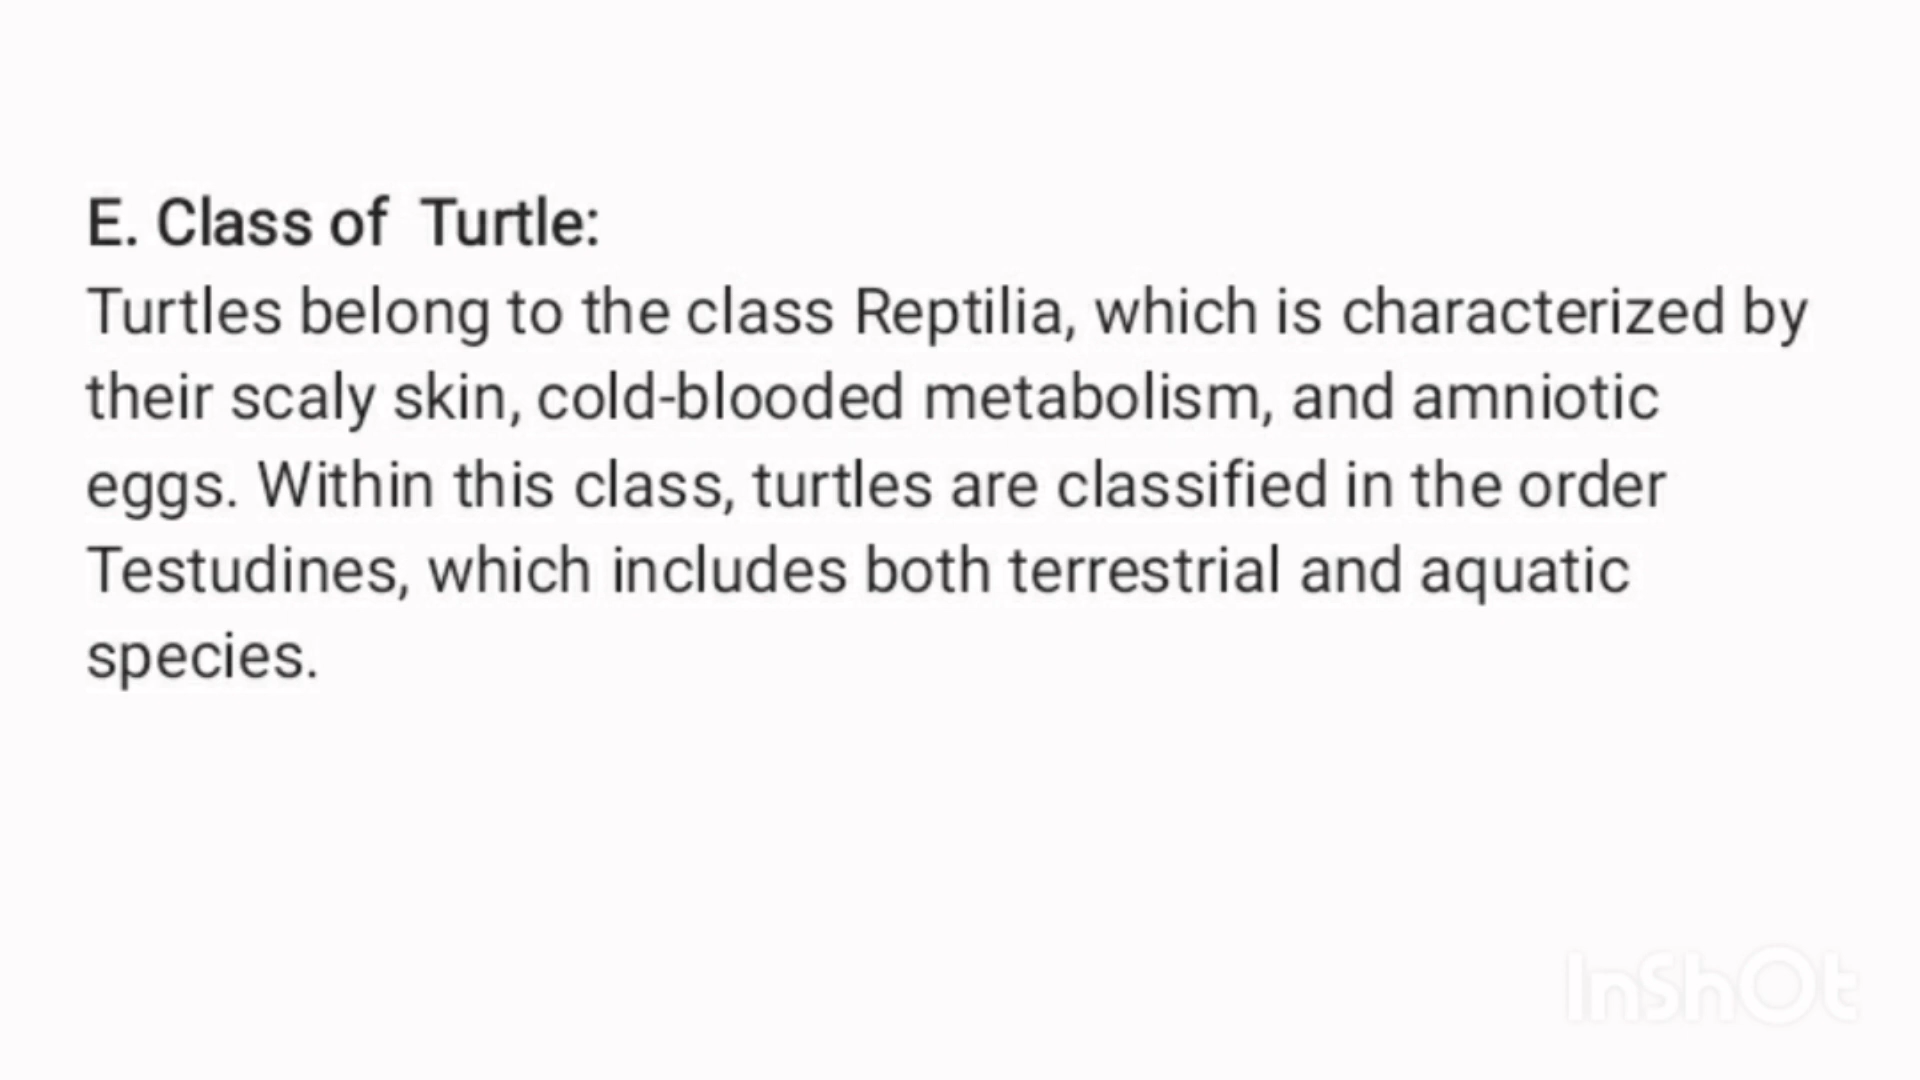 E. Class of  Turtle:
Turtles belong to the class Reptilia, which is characterized by
their scaly skin, cold-blooded metabolism, and amniotic
eggs. Within this class, turtles are classified in the order
Testudines, which includes both terrestrial and aquatic
species.
InShOt